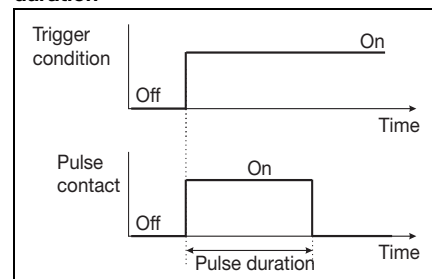 duration
Trigger
condition
On
Off
Time
Pulse
contact
On
Off
Time
Pulse duration